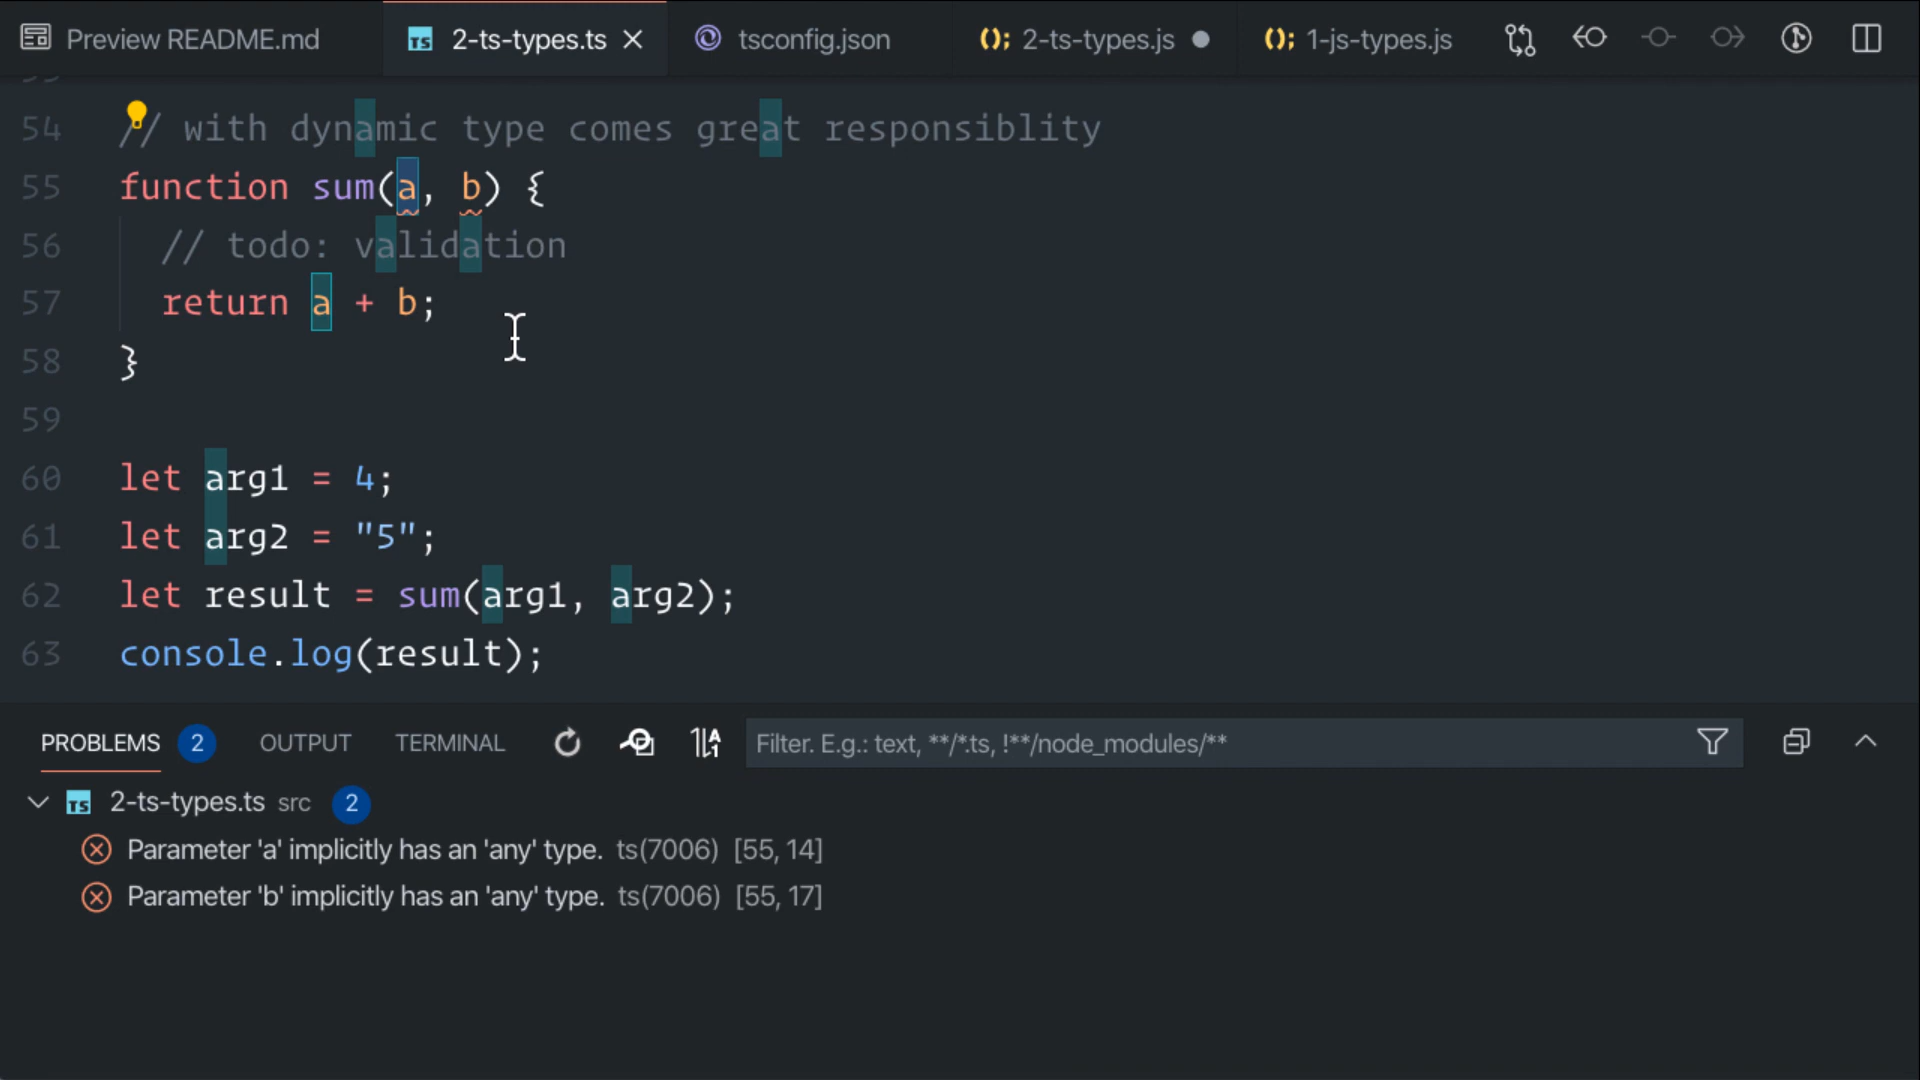 Preview README.md
TS 2-ts-types.ts
tsconfig.json
(); 2-ts-types.js
(); 1-js-types.js
54 // with dynamic type comes great responsiblity
55 function sum(a, b) {
56 // todo: validation
57 return a + b;
58 }
59
60 let arg1 = 4;
61 let arg2 = "5";
62 let result = sum(arg1, arg2);
63 console.log(result);
PROBLEMS 2 OUTPUT TERMINAL Filter. E.g.: text, **/*.ts, !**/node_modules/**
TS 2-ts-types.ts src 2
Parameter 'a' implicitly has an 'any' type. ts(7006) [55, 14]
Parameter 'b' implicitly has an 'any' type. ts(7006) [55, 17]